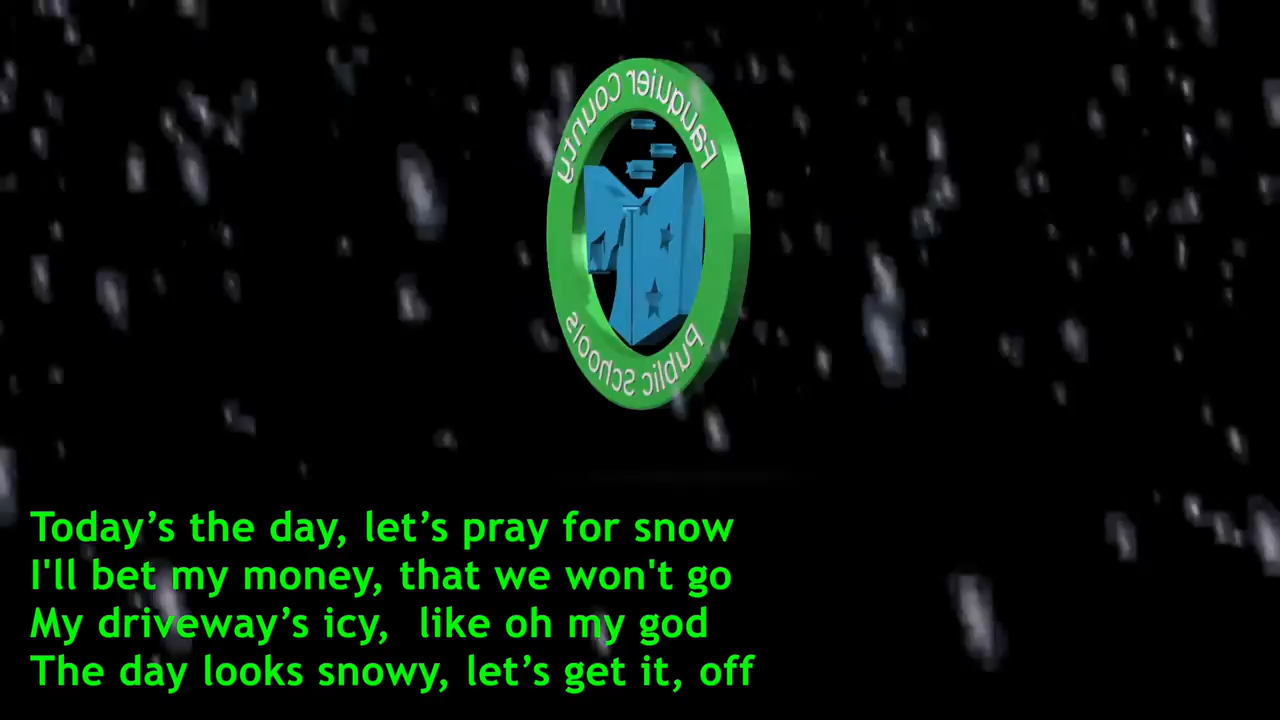 Fauquier County
Public Schools
Today’s the day, let’s pray for snow
I'll bet my money, that we won't go
My driveway’s icy,  like oh my god
The day looks snowy, let’s get it, off